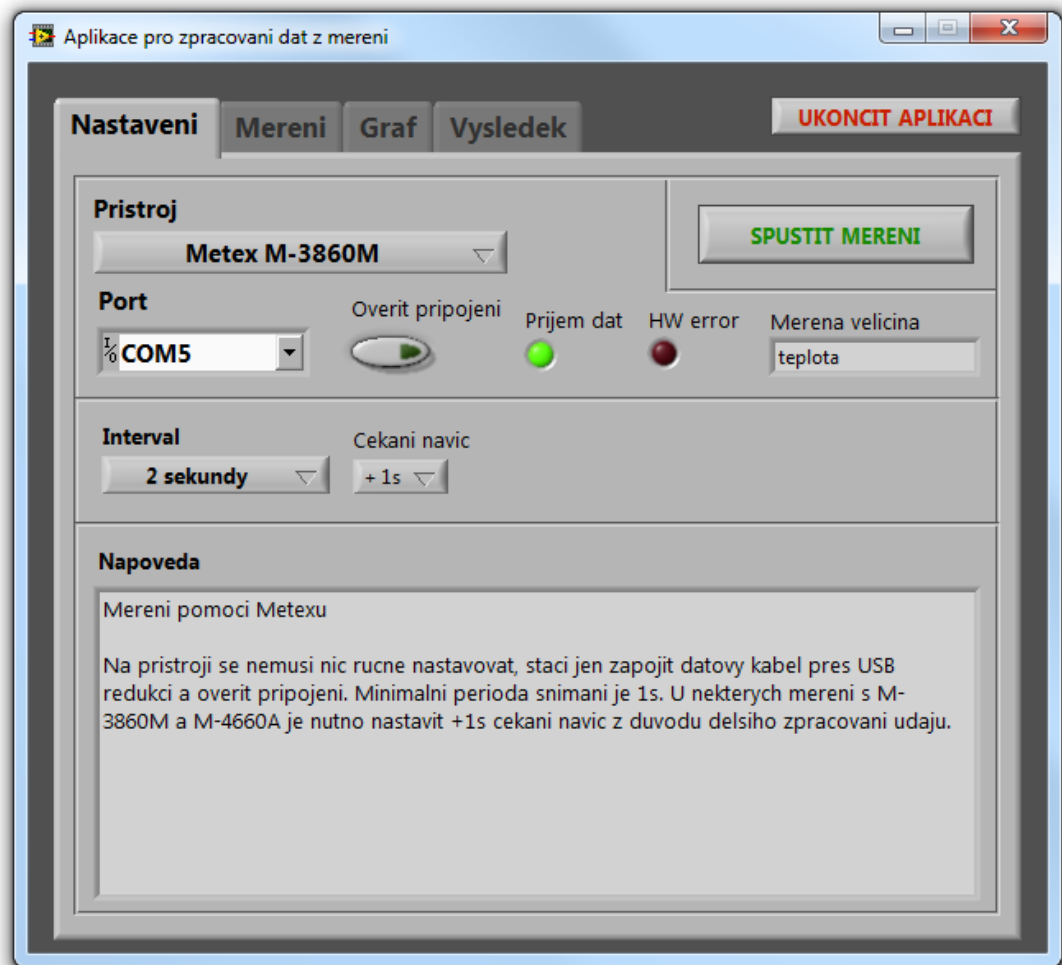 Aplikace pro zpracovani dat z mereni
Nastaveni Mereni Graf Vysledek
UKONCIT APLIKACI
Pristroj
Metex M-3860M
SPUSTIT MERENI
Port
COM5
Overit pripojeni
Prijem dat
HW error
Merena velicina
teplota
Interval
2 sekundy
Cekani navic
+ 1s
Napoveda
Mereni pomoci Metexu
Na pristroji se nemusi nic rucne nastavovat, staci jen zapojit datovy kabel pres USB
redukci a overit pripojeni. Minimalni perioda snimani je 1s. U nekterych mereni s M-
3860M a M-4660A je nutno nastavit +1s cekani navic z duvodu delsiho zpracovani udaju.